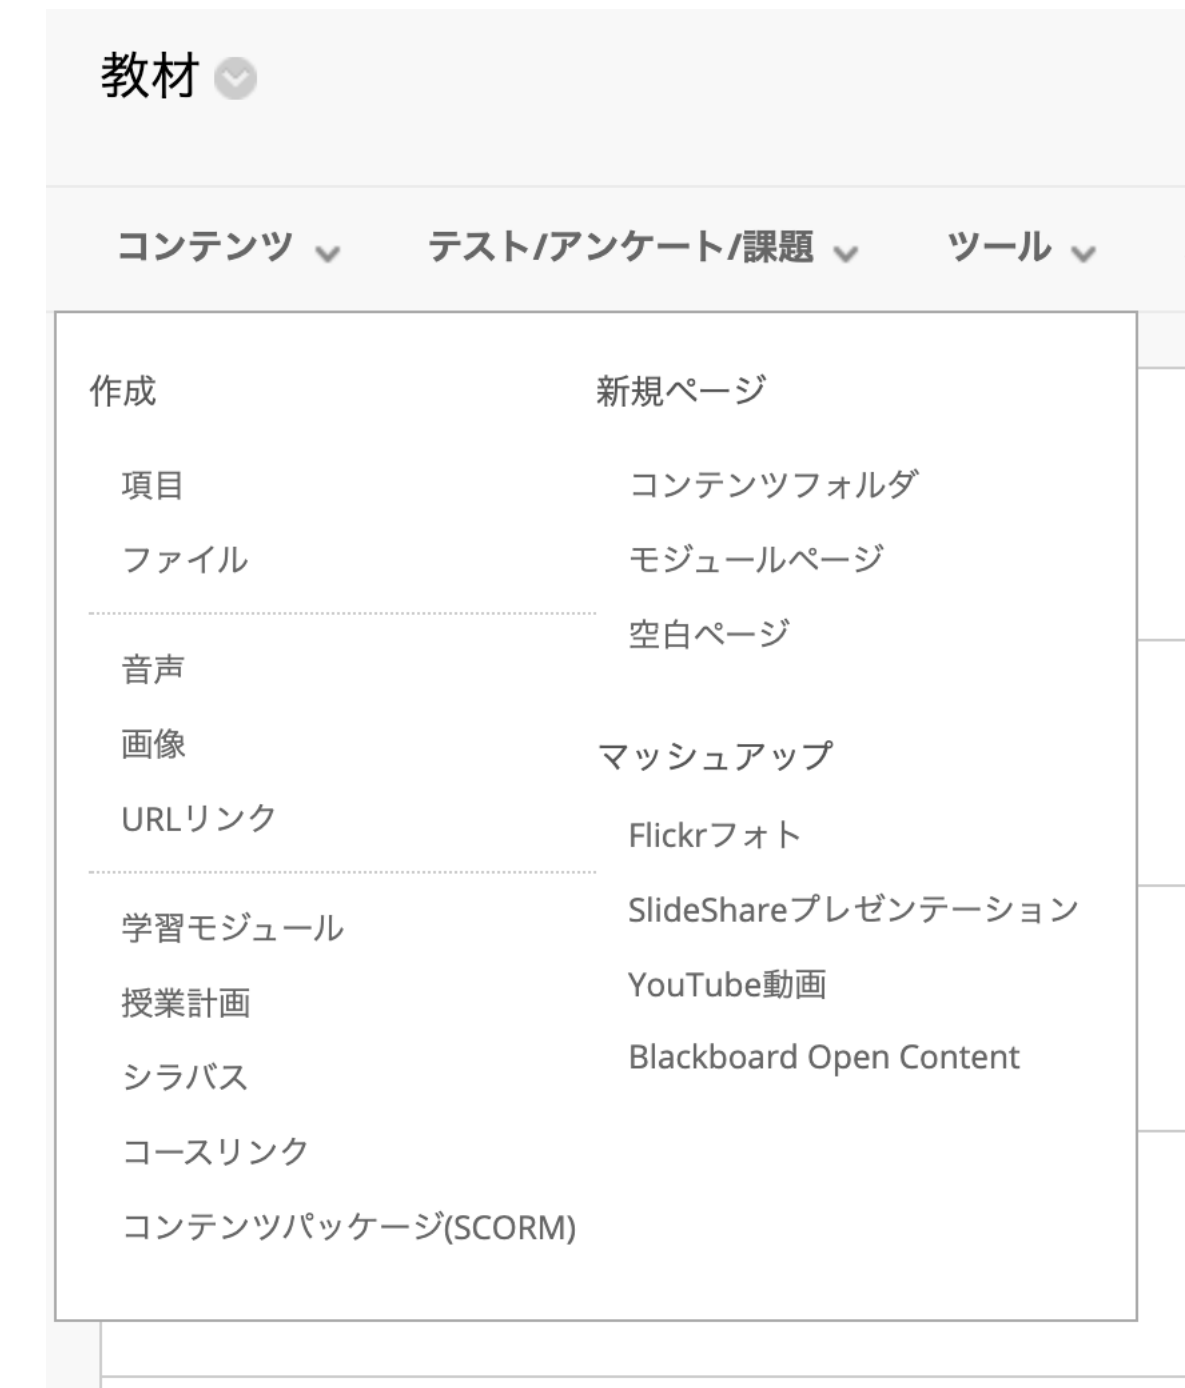 教材
コンテンツ
テスト/アンケート/課題
ツール
作成
項目
ファイル
音声
画像
URLリンク
学習モジュール
授業計画
シラバス
コースリンク
コンテンツパッケージ(SCORM)
新規ページ
コンテンツフォルダ
モジュールページ
空白ページ
マッシュアップ
Flickrフォト
SlideShareプレゼンテーション
YouTube動画
Blackboard Open Content